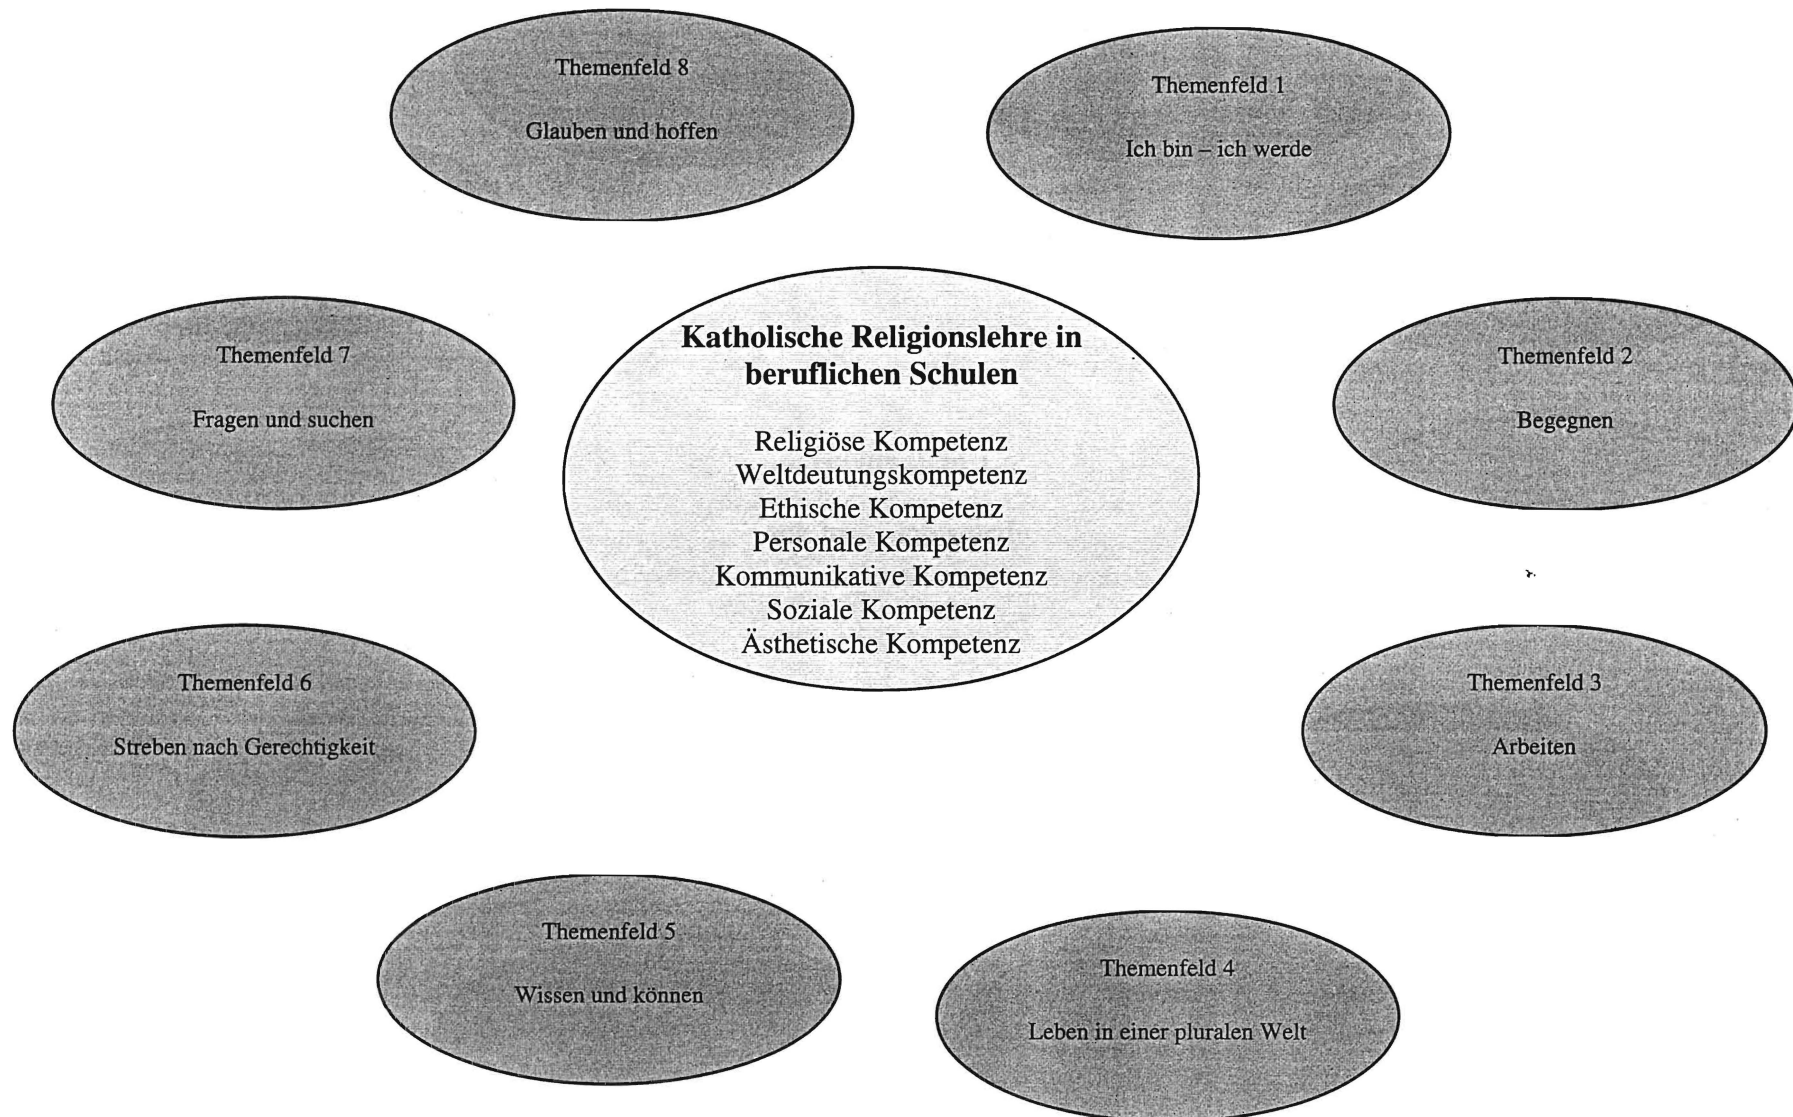 Themenfeld 8
Glauben und hoffen
Themenfeld 1
Ich bin – ich werde
Katholische Religionslehre in
beruflichen Schulen
Religiöse Kompetenz
Weltdeutungskompetenz
Ethische Kompetenz
Personale Kompetenz
Kommunikative Kompetenz
Soziale Kompetenz
Ästhetische Kompetenz
Themenfeld 7
Fragen und suchen
Themenfeld 2
Begegnen
Themenfeld 6
Streben nach Gerechtigkeit
Themenfeld 3
Arbeiten
Themenfeld 5
Wissen und können
Themenfeld 4
Leben in einer pluralen Welt